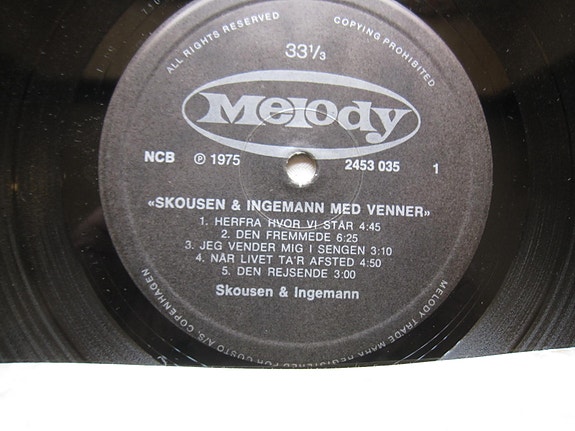 ALL RIGHTS RESERVED COPYING PROHIBITED
33⅓
Melody
NCB ℗ 1975 2453 035 1
«SKOUSEN & INGEMANN MED VENNER»
1. HERFRA HVOR VI STÅR 4:45
2. DEN FREMMEDE 6:25
3. JEG VENDER MIG I SENGEN 3:10
4. NÅR LIVET TA'R AFSTED 4:50
5. DEN REJSENDE 3:00
Skousen & Ingemann
MELODY TRADE MARK REGISTERED FOR CUSTO A/S, COPENHAGEN